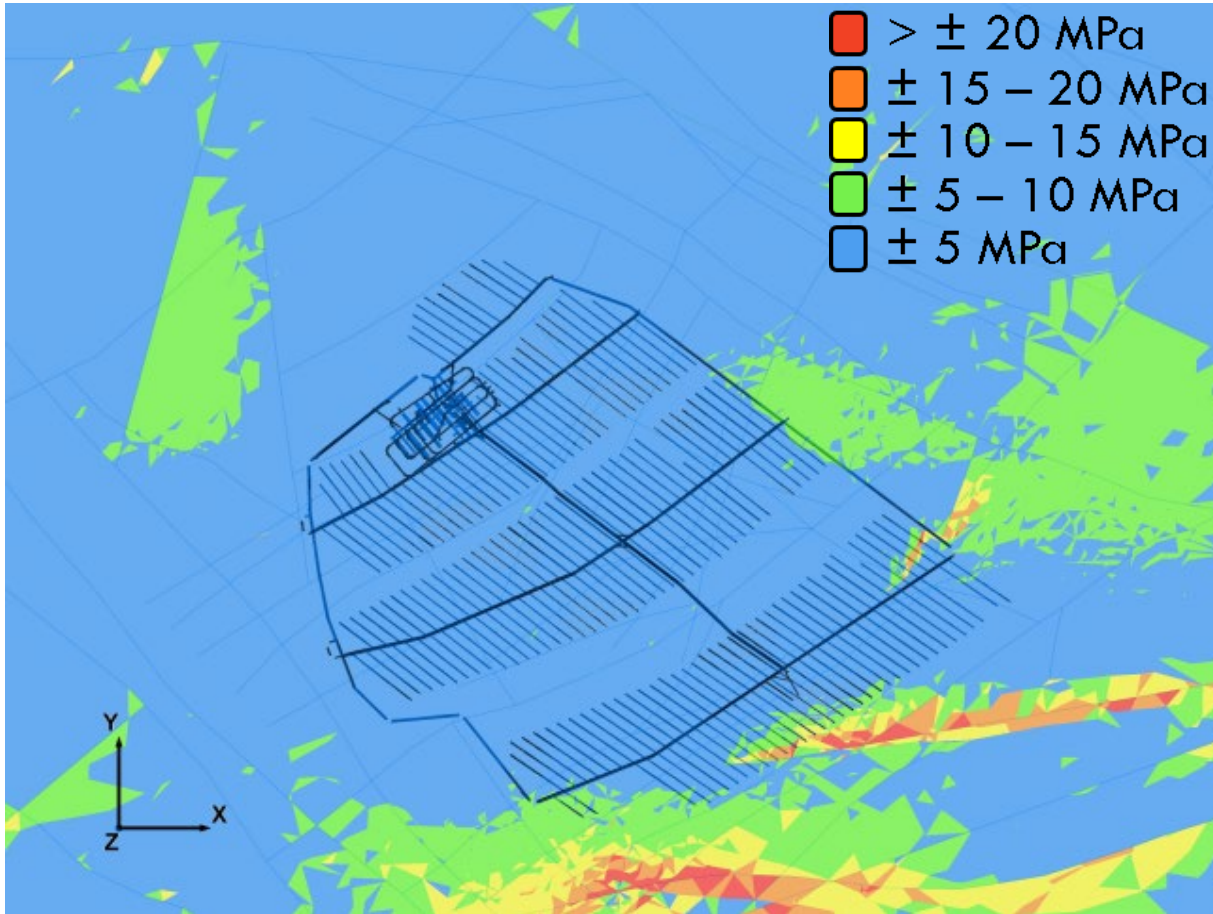 > ± 20 MPa
± 15 – 20 MPa
± 10 – 15 MPa
± 5 – 10 MPa
± 5 MPa
Y
X
Z